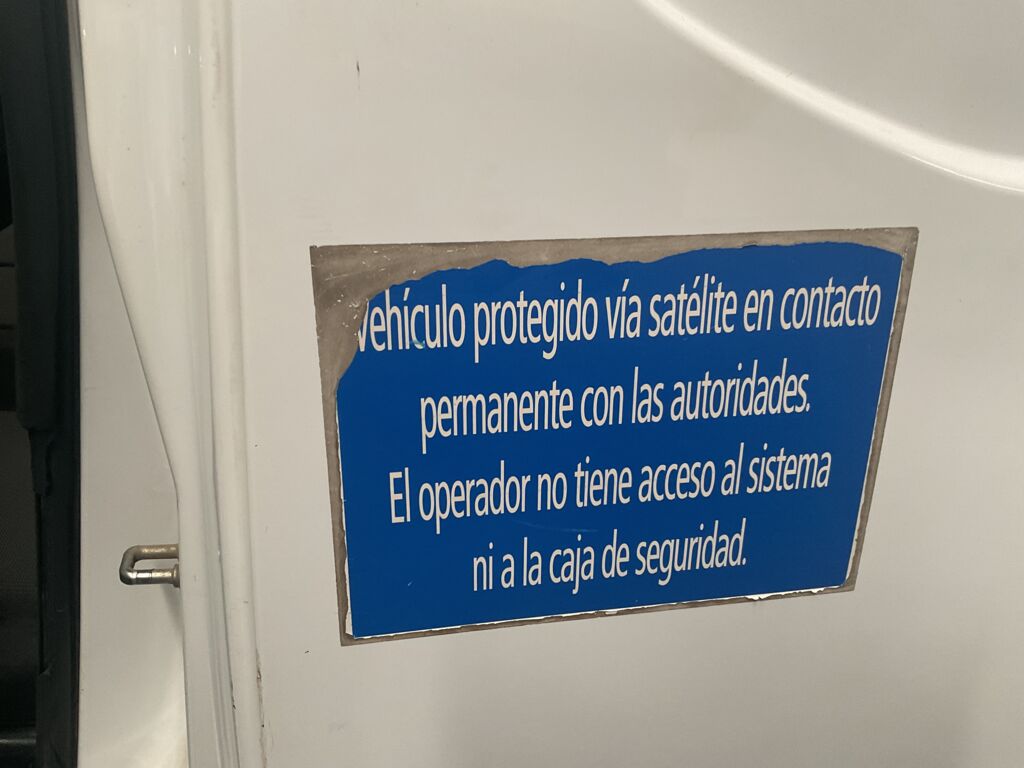 Vehículo protegido vía satélite en contacto
permanente con las autoridades.
El operador no tiene acceso al sistema
ni a la caja de seguridad.